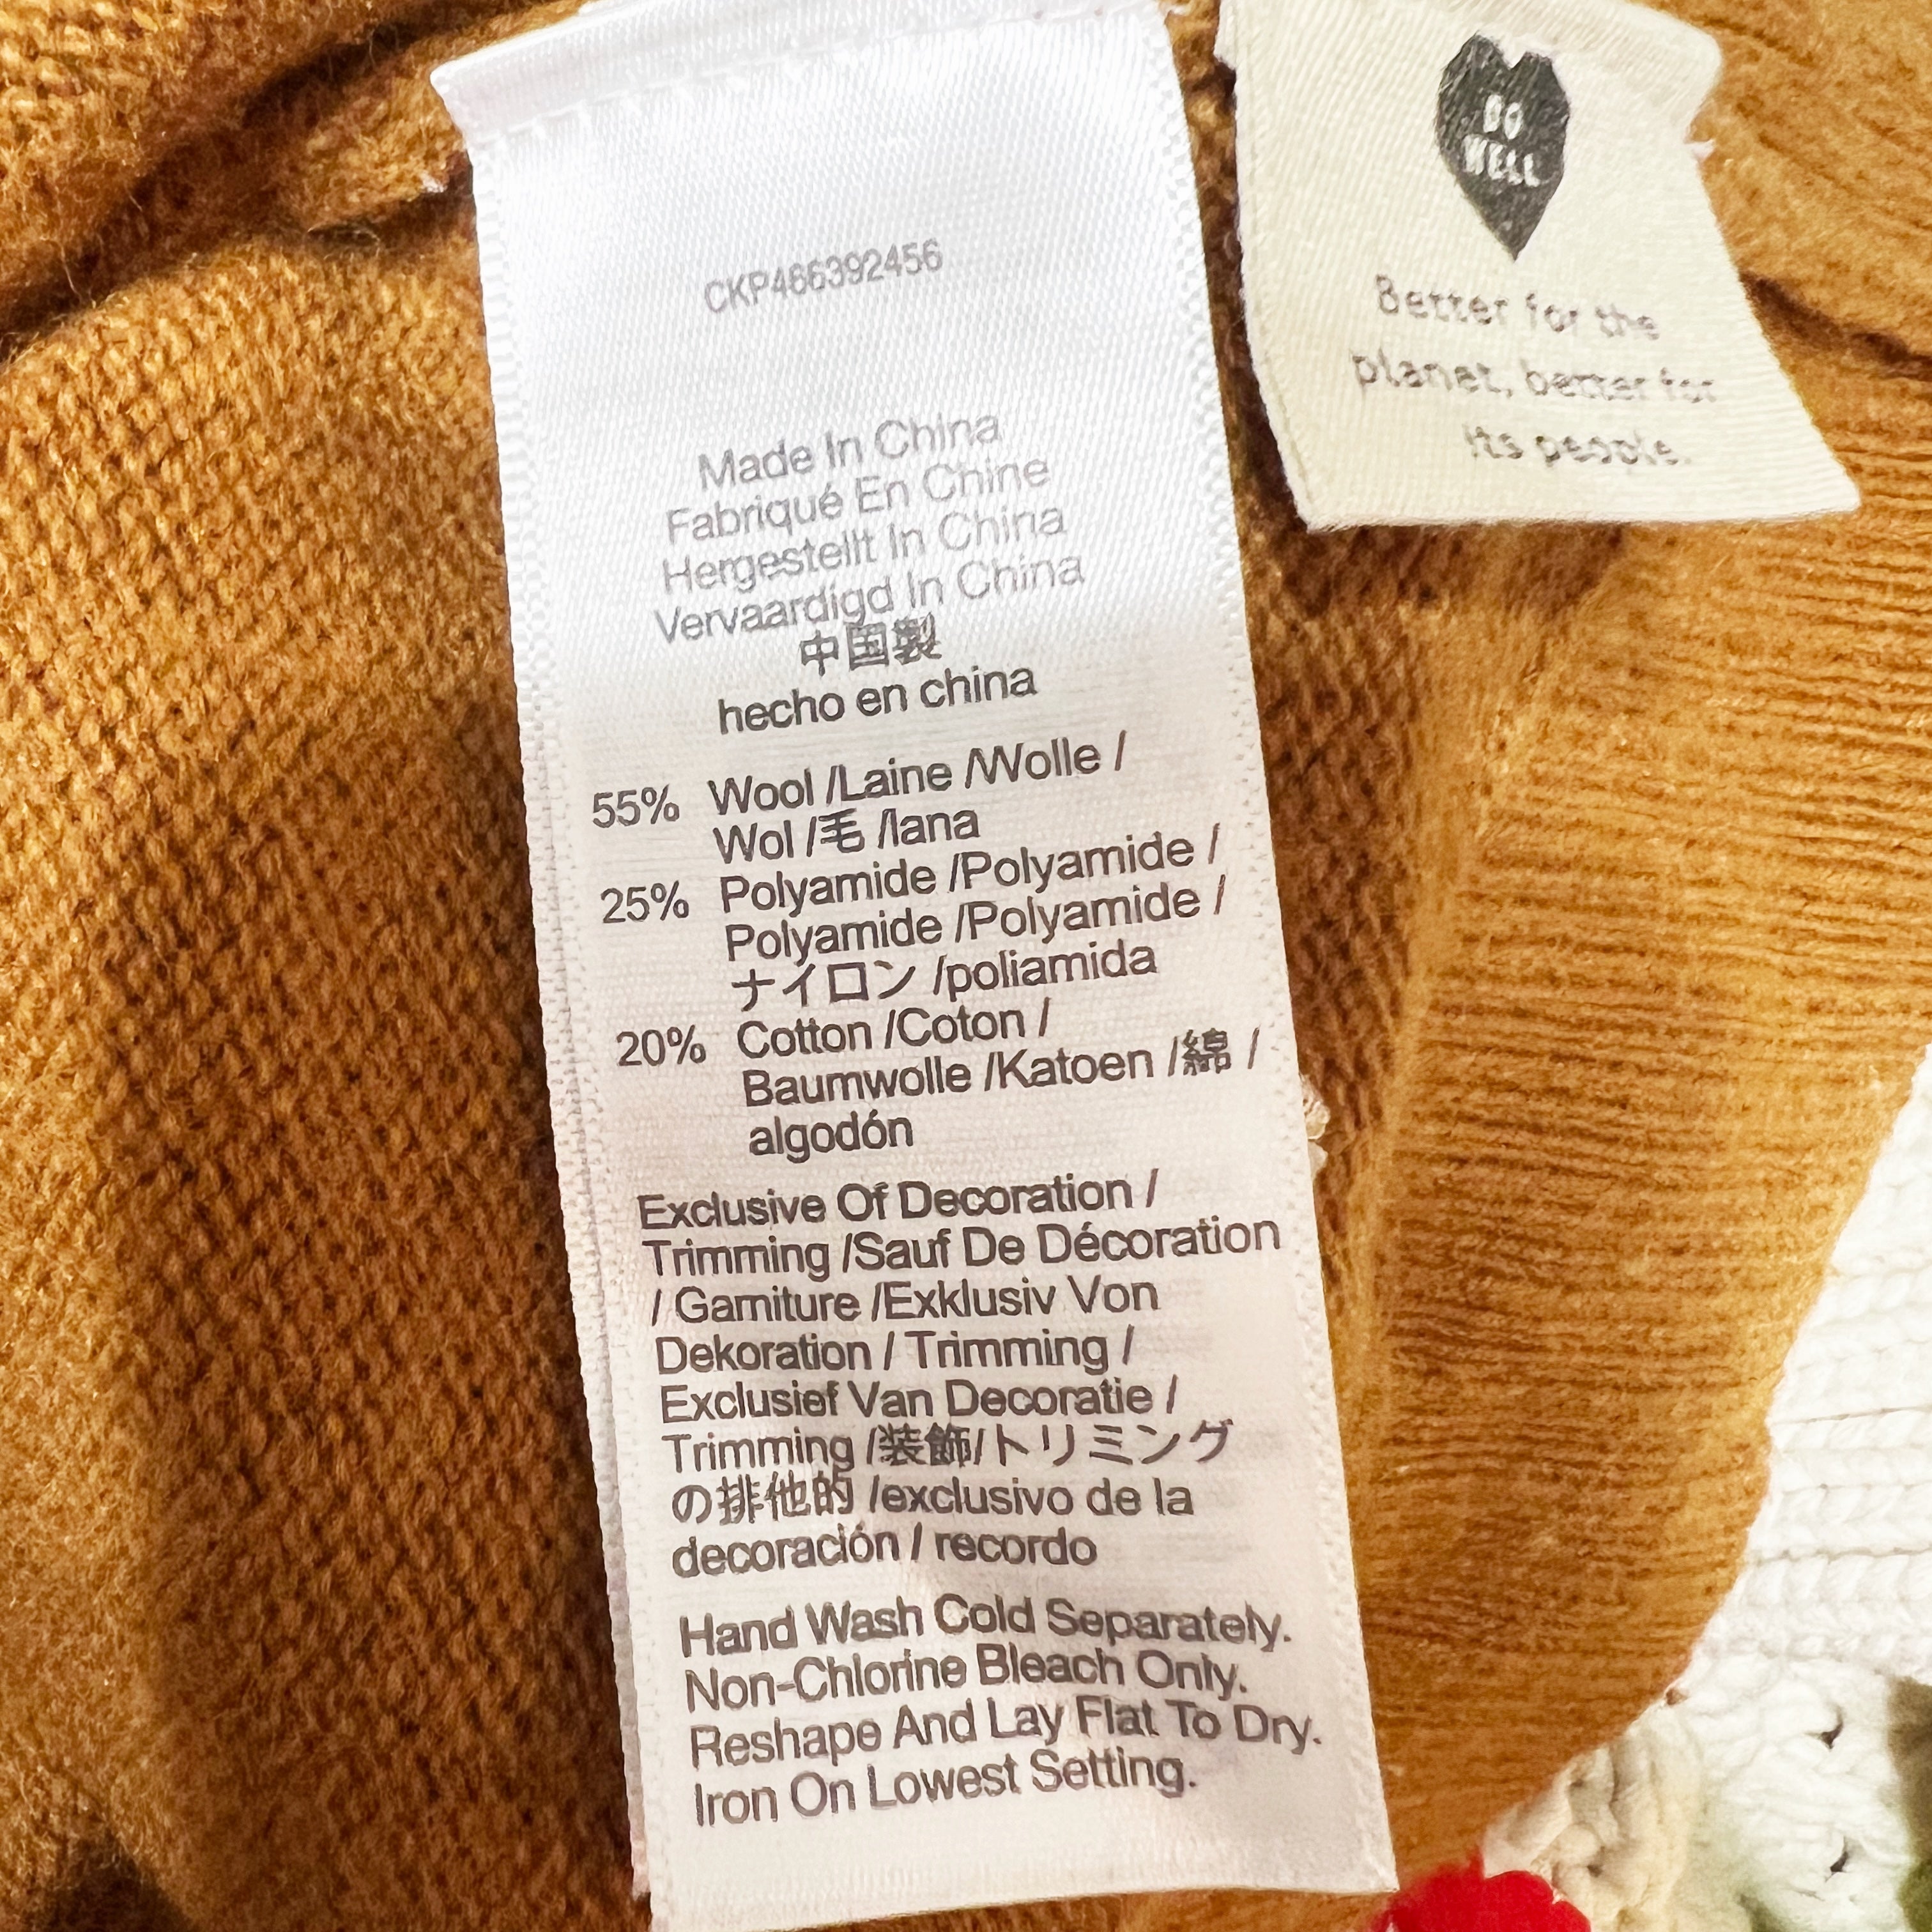 CKP466392456
Made In China
Fabriqué En Chine
Hergestellt In China
Vervaardigd In China
中国製
hecho en china
55% Wool /Laine /Wolle /
Wol /毛 /lana
25% Polyamide /Polyamide /
Polyamide /Polyamide /
ナイロン /poliamida
20% Cotton /Coton /
Baumwolle /Katoen /綿 /
algodón
Exclusive Of Decoration /
Trimming /Sauf De Décoration
/ Garniture /Exklusiv Von
Dekoration / Trimming /
Exclusief Van Decoratie /
Trimming /装飾/トリミング
の排他的 /exclusivo de la
decoración / recordo
Hand Wash Cold Separately.
Non-Chlorine Bleach Only.
Reshape And Lay Flat To Dry.
Iron On Lowest Setting.
DO
WELL
Better for the
planet, better for
its people.